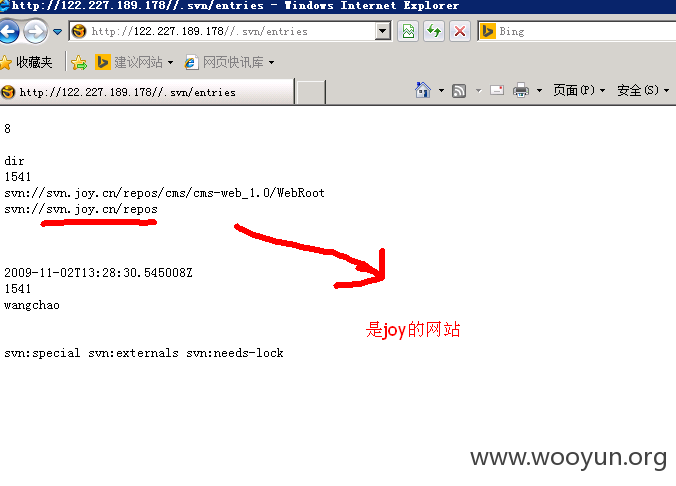 http://122.227.189.178//.svn/entries - Windows Internet Explorer
http://122.227.189.178//.svn/entries
Bing
收藏夹
建议网站
网页快讯库
http://122.227.189.178//.svn/entries
页面(P)
安全(S)
8
dir
1541
svn://svn.joy.cn/repos/cms/cms-web_1.0/WebRoot
svn://svn.joy.cn/repos
2009-11-02T13:28:30.545008Z
1541
wangchao
是joy的网站
svn:special svn:externals svn:needs-lock
www.wooyun.org